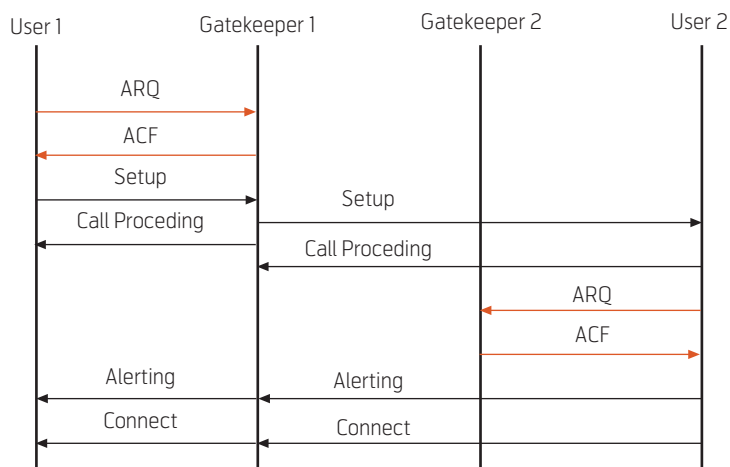 User 1
Gatekeeper 1
Gatekeeper 2
User 2
ARQ
ACF
Setup
Setup
Call Proceding
Call Proceding
ARQ
ACF
Alerting
Alerting
Connect
Connect